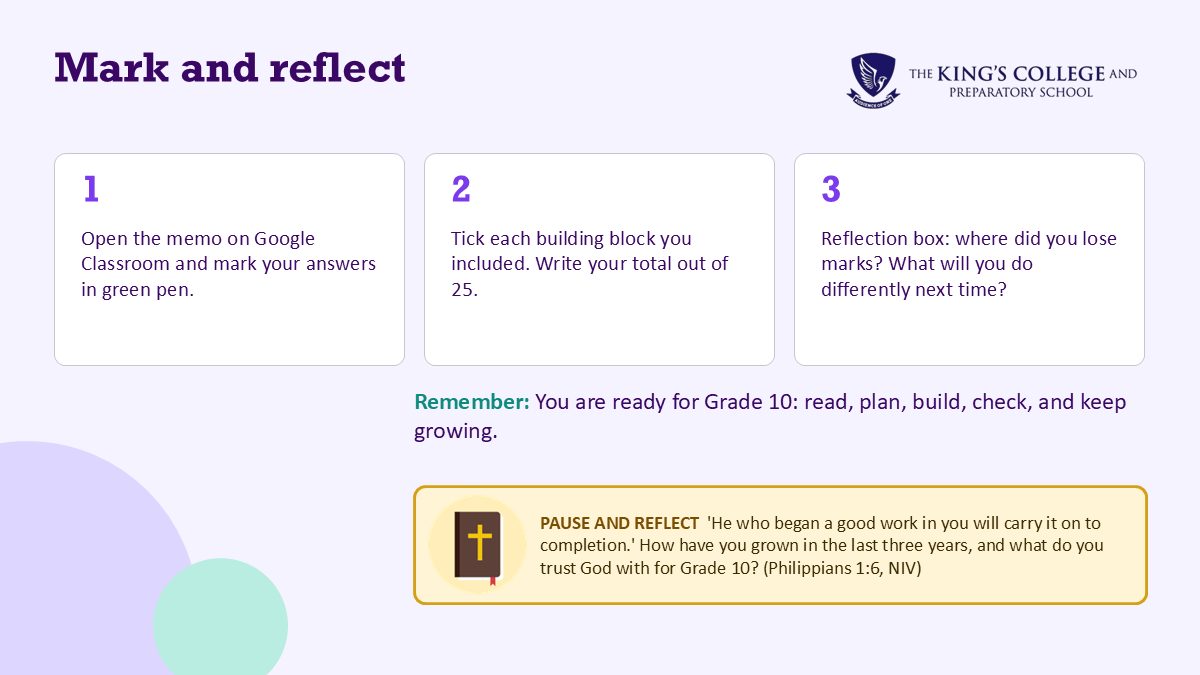 Mark and reflect
THE KING'S COLLEGE AND
PREPARATORY SCHOOL
AUDIENCE OF ONE
1
Open the memo on Google
Classroom and mark your answers
in green pen.
2
Tick each building block you
included. Write your total out of
25.
3
Reflection box: where did you lose
marks? What will you do
differently next time?
Remember: You are ready for Grade 10: read, plan, build, check, and keep
growing.
PAUSE AND REFLECT 'He who began a good work in you will carry it on to
completion.' How have you grown in the last three years, and what do you
trust God with for Grade 10? (Philippians 1:6, NIV)